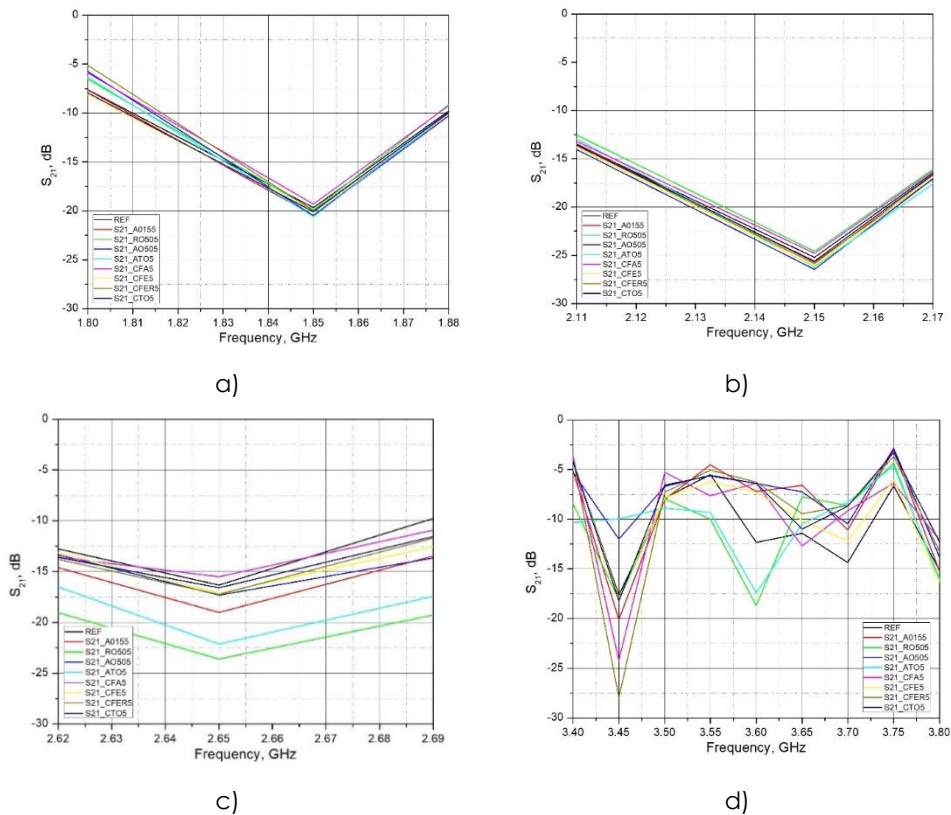 0
-5
-10
-15
-20
-25
-30
S21, dB
REF
S21_A0155
S21_RO505
S21_AO505
S21_ATO5
S21_CFA5
S21_CFE5
S21_CFER5
S21_CTO5
1.80 1.81 1.82 1.83 1.84 1.85 1.86 1.87 1.88
Frequency, GHz
a)
0
-5
-10
-15
-20
-25
-30
S21, dB
REF
S21_A0155
S21_RO505
S21_AO505
S21_ATO5
S21_CFA5
S21_CFE5
S21_CFER5
S21_CTO5
2.11 2.12 2.13 2.14 2.15 2.16 2.17
Frequency, GHz
b)
0
-5
-10
-15
-20
-25
-30
S21, dB
REF
S21_A0155
S21_RO505
S21_AO505
S21_ATO5
S21_CFA5
S21_CFE5
S21_CFER5
S21_CTO5
2.62 2.63 2.64 2.65 2.66 2.67 2.68 2.69
Frequency, GHz
c)
0
-5
-10
-15
-20
-25
-30
S21, dB
REF
S21_A0155
S21_RO505
S21_AO505
S21_ATO5
S21_CFA5
S21_CFE5
S21_CFER5
S21_CTO5
3.40 3.45 3.50 3.55 3.60 3.65 3.70 3.75 3.80
Frequency, GHz
d)